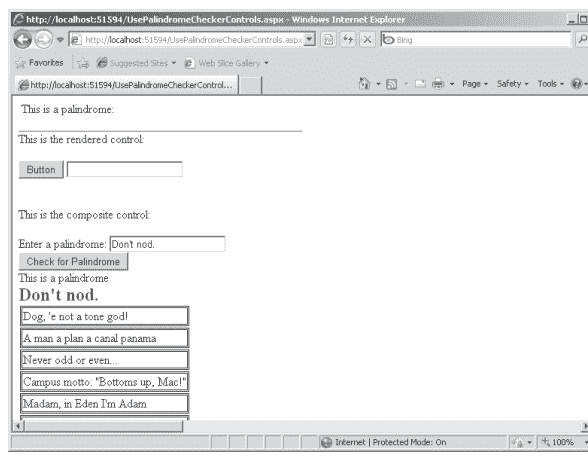 http://localhost:51594/UsePalindromeCheckerControls.aspx - Windows Internet Explorer
http://localhost:51594/UsePalindromeCheckerControls.aspx
Bing
Favorites Suggested Sites Web Slice Gallery
http://localhost:51594/UsePalindromeCheckerControl... Page Safety Tools
This is a palindrome:
This is the rendered control:
Button
This is the composite control:
Enter a palindrome: Don't nod.
Check for Palindrome
This is a palindrome
Don't nod.
Dog, 'e not a tone god!
A man a plan a canal panama
Never odd or even...
Campus motto: "Bottoms up, Mac!"
Madam, in Eden I'm Adam
Internet | Protected Mode: On 100%